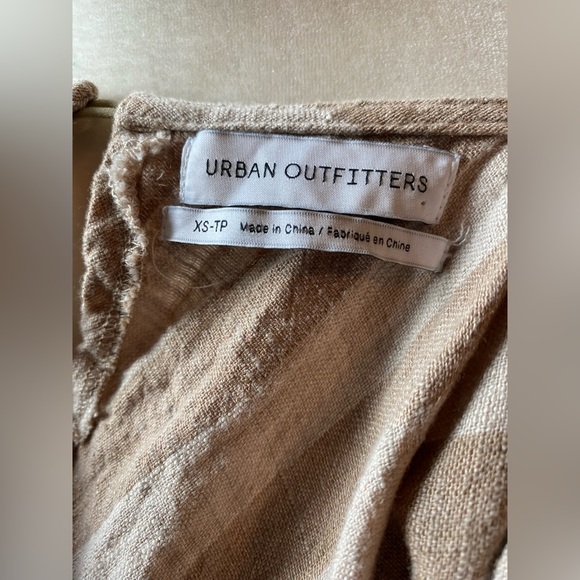 URBAN OUTFITTERS
XS-TP Made in China / Fabriqué en Chine